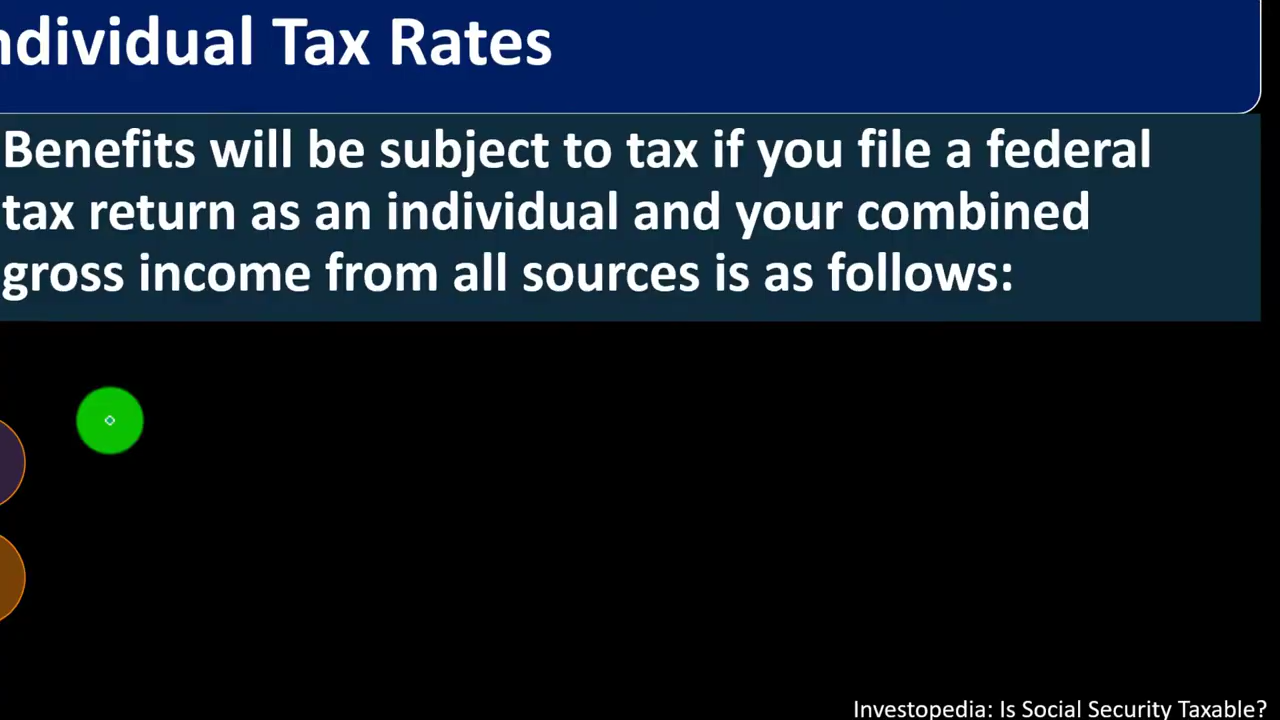 ndividual Tax Rates
Benefits will be subject to tax if you file a federal
tax return as an individual and your combined
gross income from all sources is as follows:
Investopedia: Is Social Security Taxable?